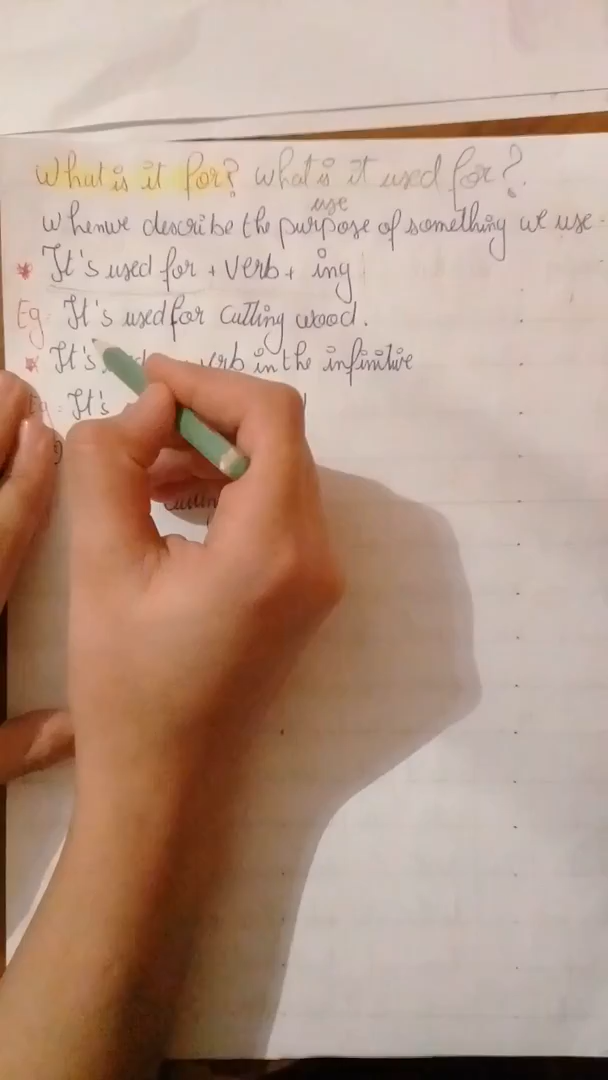 What is it for? What is it used for?
use
When we describe the purpose of something we use
* It's used for + verb + ing
Eg: It's used for cutting wood.
* It's verb in the infinitive
Eg: It's